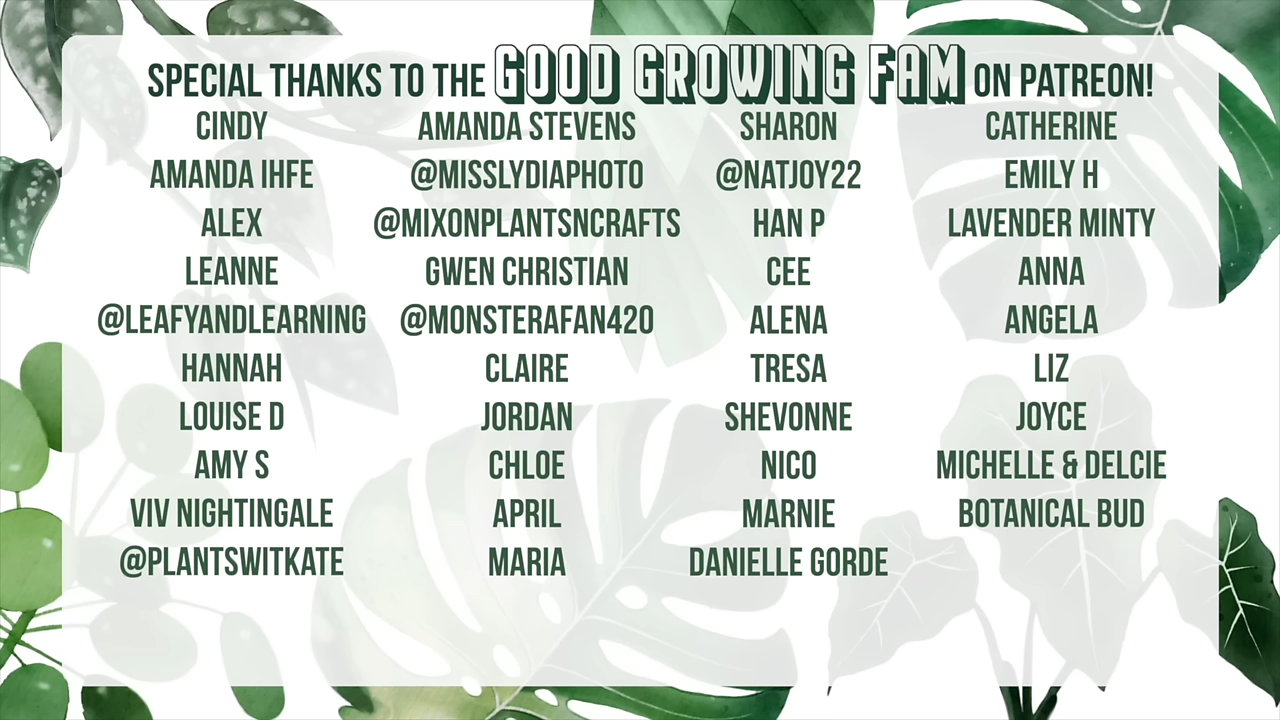 SPECIAL THANKS TO THE GOOD GROWING FAM ON PATREON!
CINDY AMANDA STEVENS SHARON CATHERINE
AMANDA IHFE @MISSLYDIAPHOTO @NATJOY22 EMILY H
ALEX @MIXONPLANTSNCRAFTS HAN P LAVENDER MINTY
LEANNE GWEN CHRISTIAN CEE ANNA
@LEAFYANDLEARNING @MONSTERAFAN420 ALENA ANGELA
HANNAH CLAIRE TRESA LIZ
LOUISE D JORDAN SHEVONNE JOYCE
AMY S CHLOE NICO MICHELLE & DELCIE
VIV NIGHTINGALE APRIL MARNIE BOTANICAL BUD
@PLANTSWITKATE MARIA DANIELLE GORDE